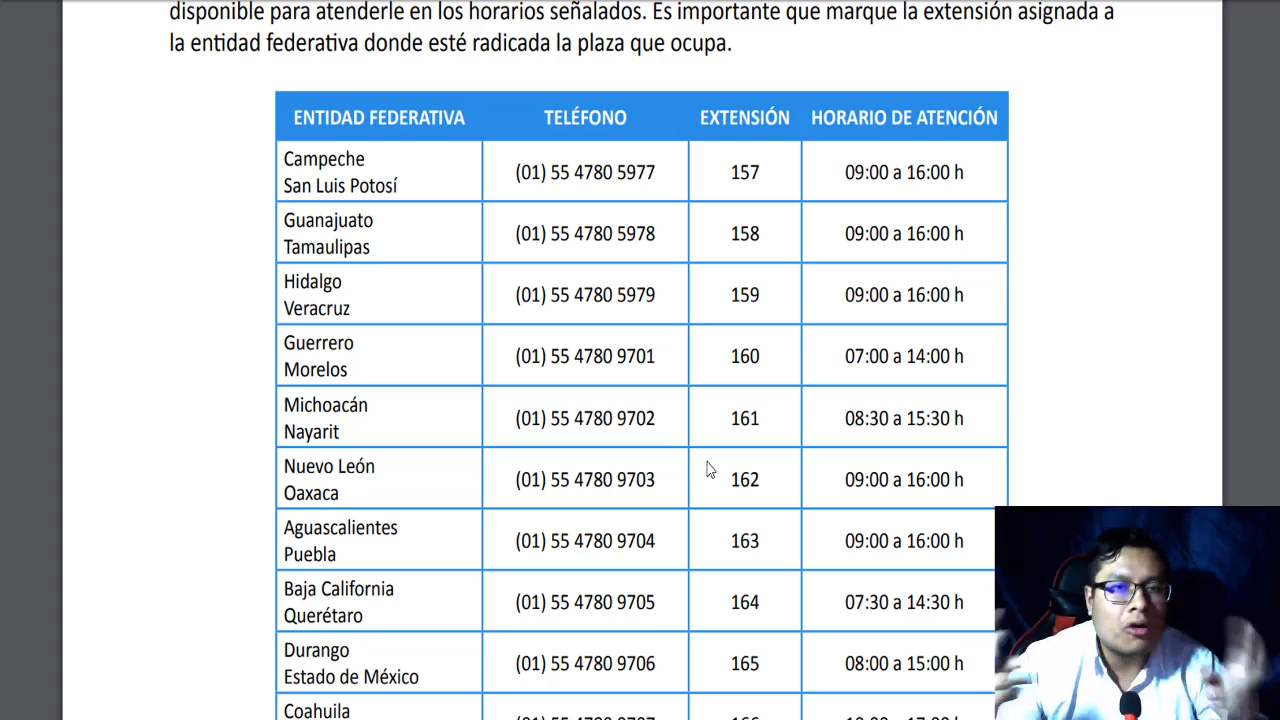 disponible para atenderle en los horarios señalados. Es importante que marque la extensión asignada a
la entidad federativa donde esté radicada la plaza que ocupa.
ENTIDAD FEDERATIVA TELÉFONO EXTENSIÓN HORARIO DE ATENCIÓN
Campeche
San Luis Potosí
(01) 55 4780 5977 157 09:00 a 16:00 h
Guanajuato
Tamaulipas
(01) 55 4780 5978 158 09:00 a 16:00 h
Hidalgo
Veracruz
(01) 55 4780 5979 159 09:00 a 16:00 h
Guerrero
Morelos
(01) 55 4780 9701 160 07:00 a 14:00 h
Michoacán
Nayarit
(01) 55 4780 9702 161 08:30 a 15:30 h
Nuevo León
Oaxaca
(01) 55 4780 9703 162 09:00 a 16:00 h
Aguascalientes
Puebla
(01) 55 4780 9704 163 09:00 a 16:00 h
Baja California
Querétaro
(01) 55 4780 9705 164 07:30 a 14:30 h
Durango
Estado de México
(01) 55 4780 9706 165 08:00 a 15:00 h
Coahuila